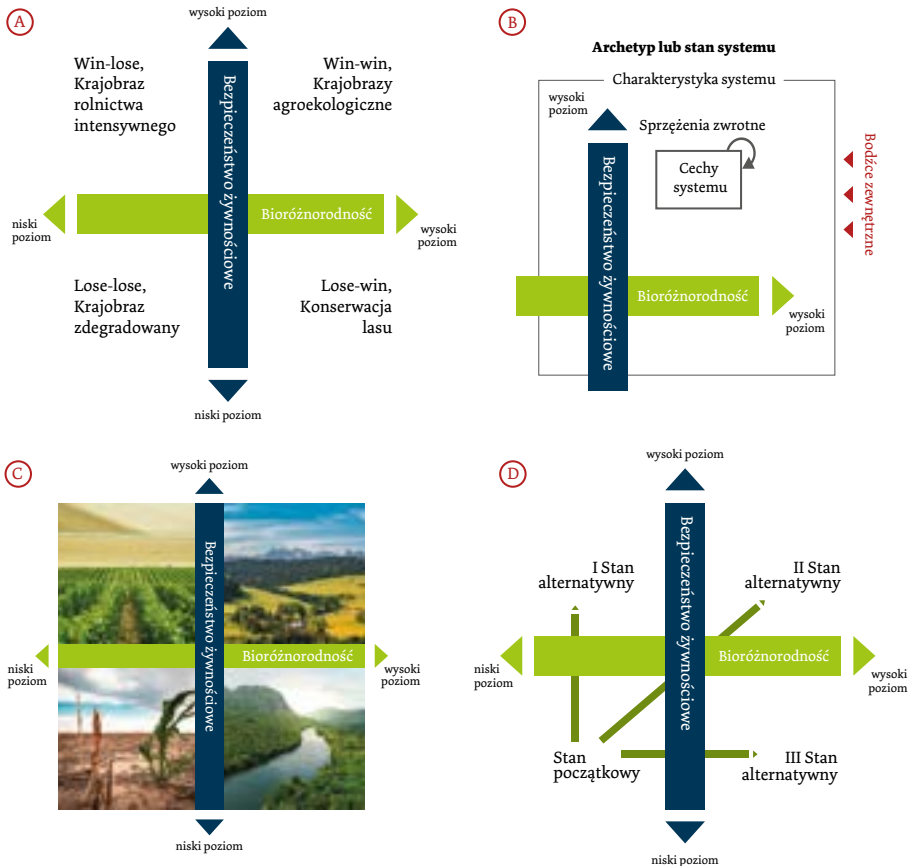 A
wysoki poziom
Win-lose,
Krajobraz
rolnictwa
intensywnego
Win-win,
Krajobrazy
agroekologiczne
Bezpieczeństwo żywnościowe
Bioróżnorodność
niski
poziom
wysoki
poziom
Lose-lose,
Krajobraz
zdegradowany
Lose-win,
Konserwacja
lasu
niski poziom
B
Archetyp lub stan systemu
Charakterystyka systemu
wysoki
poziom
Sprzężenia zwrotne
Cechy
systemu
Bodźce zewnętrzne
Bezpieczeństwo żywnościowe
Bioróżnorodność
wysoki
poziom
C
wysoki poziom
Bezpieczeństwo żywnościowe
Bioróżnorodność
niski
poziom
wysoki
poziom
niski poziom
D
wysoki poziom
Bezpieczeństwo żywnościowe
I Stan
alternatywny
II Stan
alternatywny
Bioróżnorodność
niski
poziom
wysoki
poziom
Stan
początkowy
III Stan
alternatywny
niski poziom